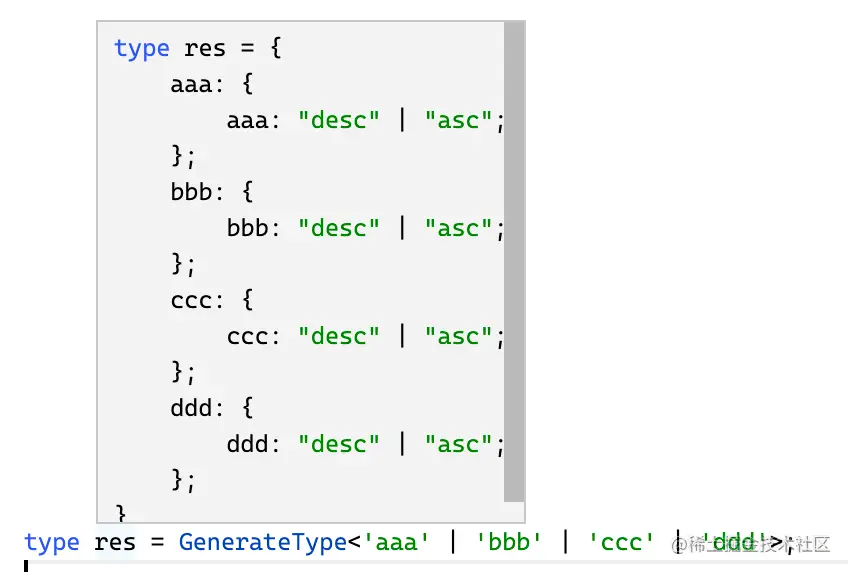 type res = {
    aaa: {
        aaa: "desc" | "asc";
    };
    bbb: {
        bbb: "desc" | "asc";
    };
    ccc: {
        ccc: "desc" | "asc";
    };
    ddd: {
        ddd: "desc" | "asc";
    };
}
type res = GenerateType<'aaa' | 'bbb' | 'ccc' | 'ddd'>;
@稀土掘金技术社区